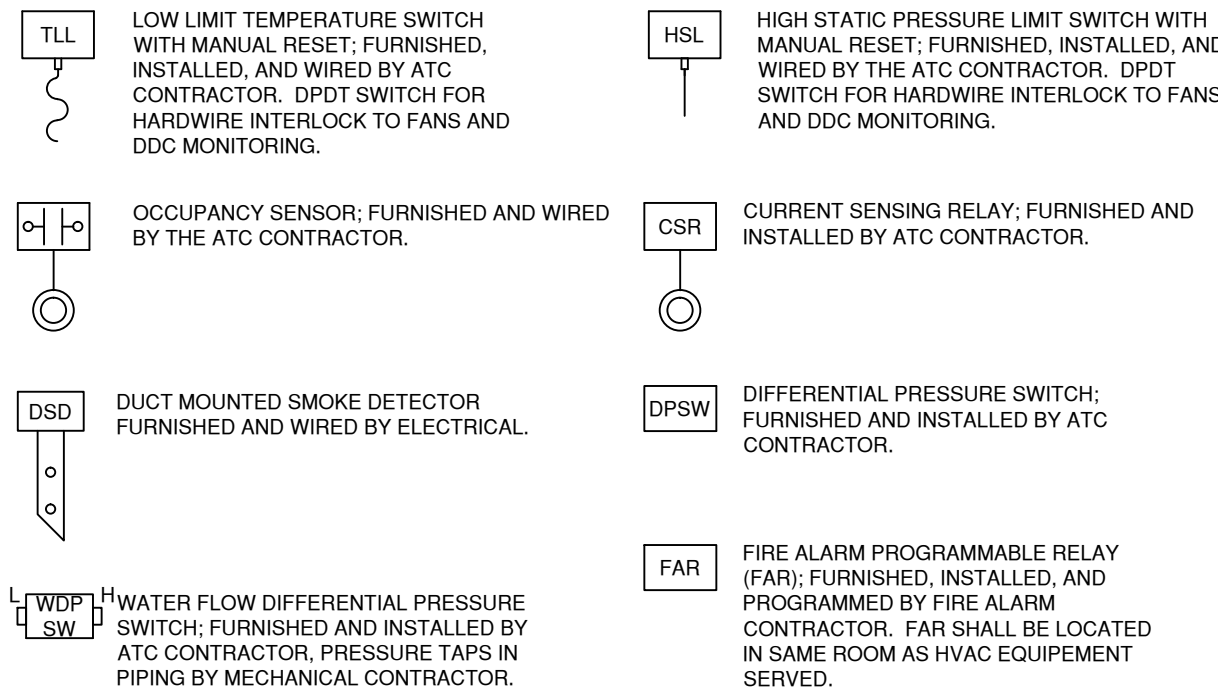 TLL
LOW LIMIT TEMPERATURE SWITCH
WITH MANUAL RESET; FURNISHED,
INSTALLED, AND WIRED BY ATC
CONTRACTOR. DPDT SWITCH FOR
HARDWIRE INTERLOCK TO FANS AND
DDC MONITORING.
HSL
HIGH STATIC PRESSURE LIMIT SWITCH WITH
MANUAL RESET; FURNISHED, INSTALLED, AND
WIRED BY THE ATC CONTRACTOR. DPDT
SWITCH FOR HARDWIRE INTERLOCK TO FANS
AND DDC MONITORING.
OCCUPANCY SENSOR; FURNISHED AND WIRED
BY THE ATC CONTRACTOR.
CSR
CURRENT SENSING RELAY; FURNISHED AND
INSTALLED BY ATC CONTRACTOR.
DSD
DUCT MOUNTED SMOKE DETECTOR
FURNISHED AND WIRED BY ELECTRICAL.
DPSW
DIFFERENTIAL PRESSURE SWITCH;
FURNISHED AND INSTALLED BY ATC
CONTRACTOR.
L WDP H
SW
WATER FLOW DIFFERENTIAL PRESSURE
SWITCH; FURNISHED AND INSTALLED BY
ATC CONTRACTOR, PRESSURE TAPS IN
PIPING BY MECHANICAL CONTRACTOR.
FAR
FIRE ALARM PROGRAMMABLE RELAY
(FAR); FURNISHED, INSTALLED, AND
PROGRAMMED BY FIRE ALARM
CONTRACTOR. FAR SHALL BE LOCATED
IN SAME ROOM AS HVAC EQUIPEMENT
SERVED.